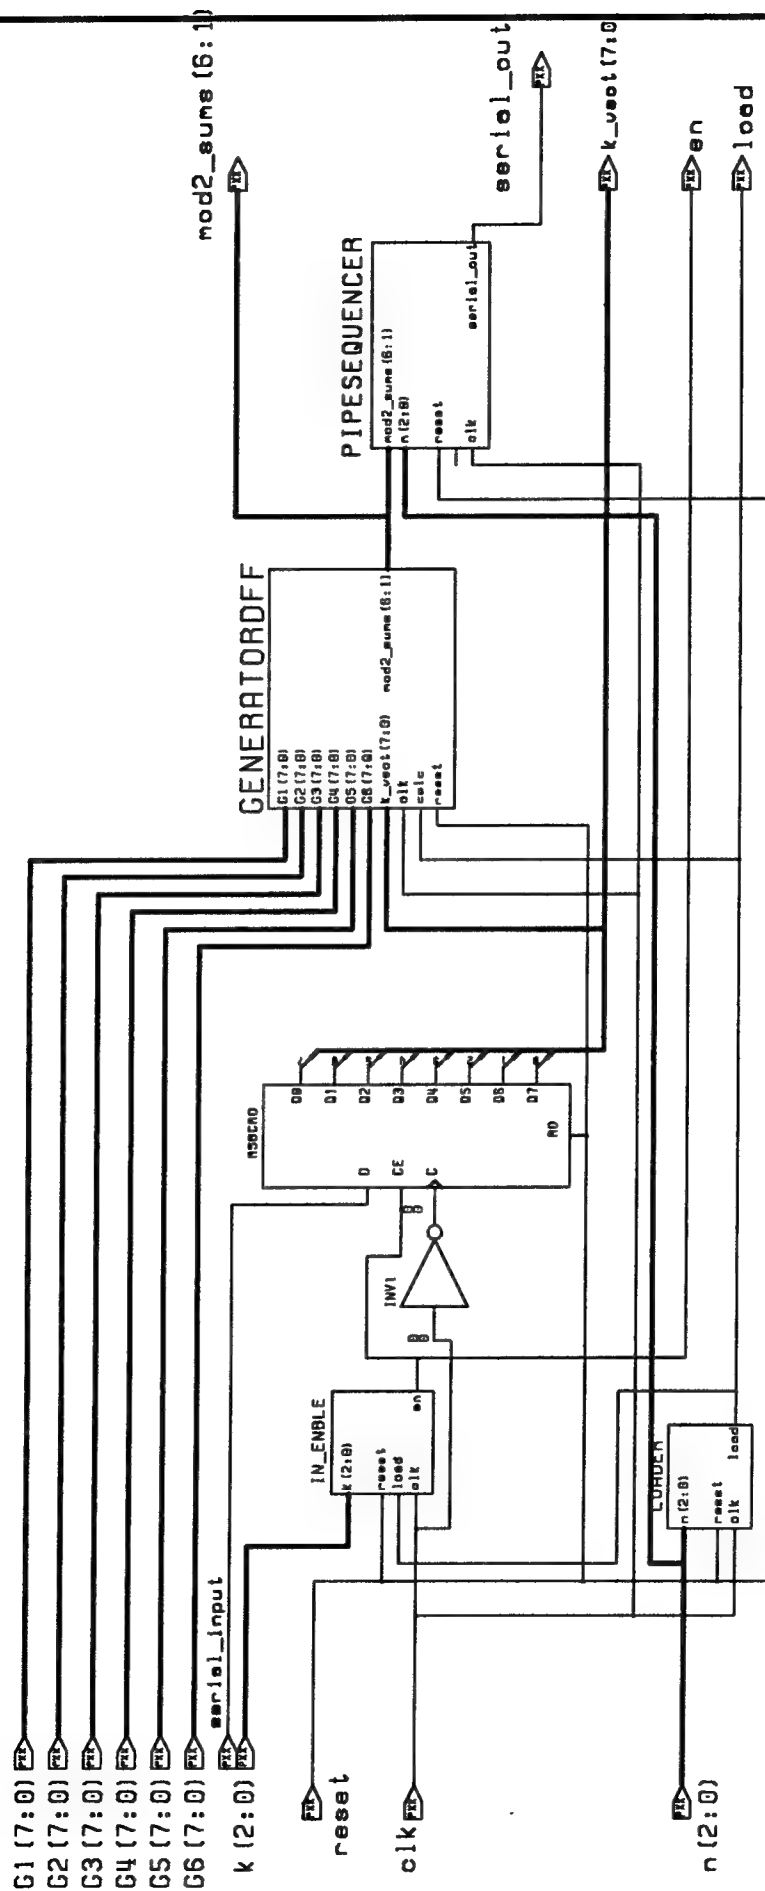 mod2_sums(6:1)
serial_out
k_vect(7:0
en
load
PIPESEQUENCER
mod2_sums(6:1)
n(2:0)
reset
clk
serial_out
GENERATORDFF
G1(7:0)
G2(7:0)
G3(7:0)
G4(7:0)
G5(7:0)
G6(7:0)
k_vect(7:0)
clk
calc
reset
mod2_sums(6:1)
D
CE
C
Q0
Q1
Q2
Q3
Q4
Q5
Q6
Q7
RD
INV1
IN_ENBLE
k(2:0)
reset
load
clk
en
LOADER
n(2:0)
reset
clk
load
serial_input
G1(7:0)
G2(7:0)
G3(7:0)
G4(7:0)
G5(7:0)
G6(7:0)
k(2:0)
reset
clk
n(2:0)